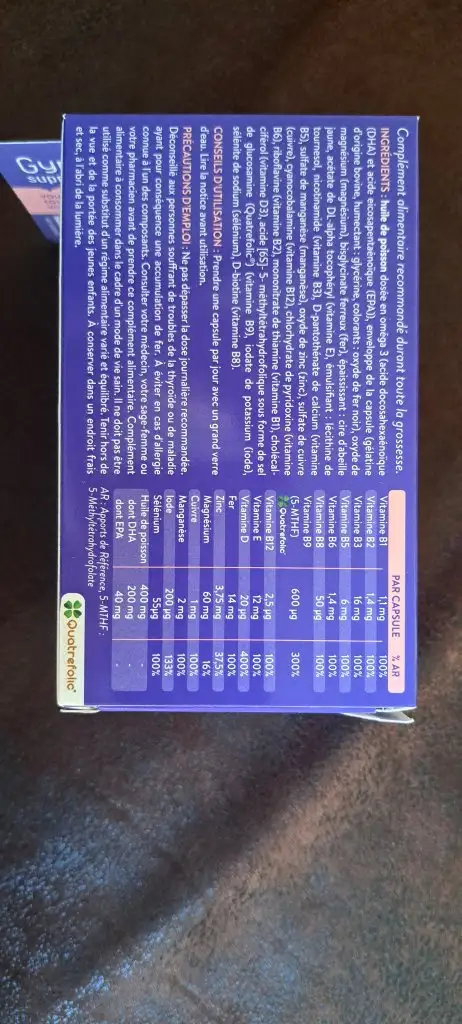 Complément alimentaire recommandé durant toute la grossesse.
INGRÉDIENTS : huile de poisson dosée en oméga 3 (acide docosahexaénoïque
(DHA) et acide eicosapentaénoïque (EPA)), enveloppe de la capsule (gélatine
d'origine bovine, humectant : glycérine, colorants : oxyde de fer noir), oxyde de
magnésium (magnésium), bisglycinate ferreux (fer), épaississant : cire d'abeille
jaune, acétate de DL-alpha tocophéryl (vitamine E), émulsifiant : lécithine de
tournesol, nicotinamide (vitamine B3), D-pantothénate de calcium (vitamine
B5), sulfate de manganèse (manganèse), oxyde de zinc (zinc), sulfate de cuivre
(cuivre), cyanocobalamine (vitamine B12), chlorhydrate de pyridoxine (vitamine
B6), riboflavine (vitamine B2), mononitrate de thiamine (vitamine B1), cholécal-
ciférol (vitamine D3), acide (6S) 5-méthyltétrahydrofolique sous forme de sel
de glucosamine (Quatrefolic®) (vitamine B9), iodate de potassium (iode),
sélénite de sodium (sélénium), D-biotine (vitamine B8).
CONSEILS D'UTILISATION : Prendre une capsule par jour avec un grand verre
d'eau. Lire la notice avant utilisation.
PRÉCAUTIONS D'EMPLOI : Ne pas dépasser la dose journalière recommandée.
Déconseillé aux personnes souffrant de troubles de la thyroïde ou de maladie
ayant pour conséquence une accumulation de fer. À éviter en cas d'allergie
connue à l'un des composants. Consulter votre médecin, votre sage-femme ou
votre pharmacien avant de prendre ce complément alimentaire. Complément
alimentaire à consommer dans le cadre d'un mode de vie sain. Il ne doit pas être
utilisé comme substitut d'un régime alimentaire varié et équilibré. Tenir hors de
la vue et de la portée des jeunes enfants. À conserver dans un endroit frais
et sec, à l'abri de la lumière.
PAR CAPSULE % AR
Vitamine B1 1,1 mg 100%
Vitamine B2 1,4 mg 100%
Vitamine B3 16 mg 100%
Vitamine B5 6 mg 100%
Vitamine B6 1,4 mg 100%
Vitamine B8 50 µg 100%
Vitamine B9
(5-MTHF) 600 µg 300%
Quatrefolic®
Vitamine B12 2,5 µg 100%
Vitamine E 12 mg 100%
Vitamine D 20 µg 400%
Fer 14 mg 100%
Zinc 3,75 mg 37,5%
Magnésium 60 mg 16%
Cuivre 1 mg 100%
Manganèse 2 mg 100%
Iode 200 µg 133%
Sélénium 55µg 100%
Huile de poisson 400 mg -
dont DHA 200 mg -
dont EPA 40 mg -
AR : Apports de Référence, 5-MTHF :
5-Méthyltétrahydrofolate
Quatrefolic®